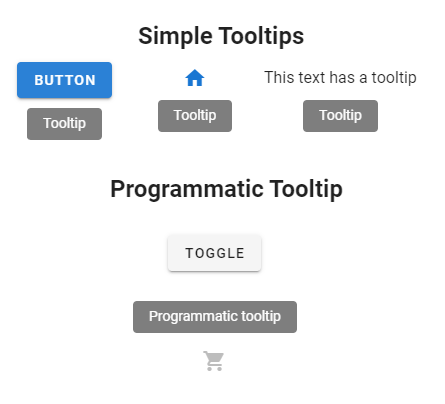 Simple Tooltips
BUTTON
This text has a tooltip
Tooltip
Tooltip
Tooltip
Programmatic Tooltip
TOGGLE
Programmatic tooltip